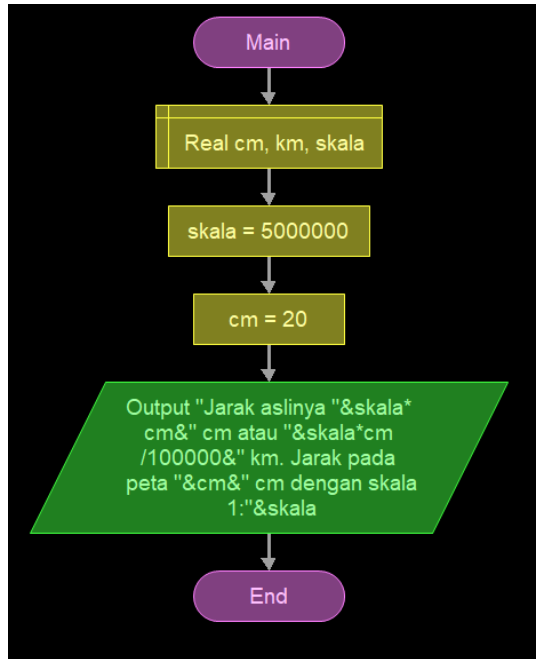 Main
Real cm, km, skala
skala = 5000000
cm = 20
Output "Jarak aslinya "&skala*
cm&" cm atau "&skala*cm
/100000&" km. Jarak pada
peta "&cm&" cm dengan skala
1:"&skala
End